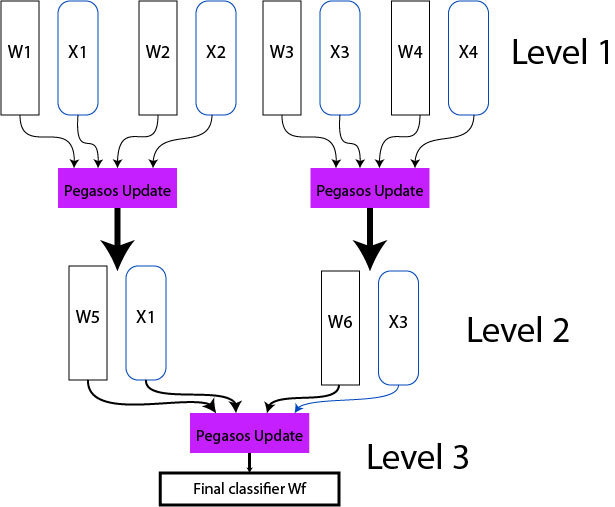 W1 X1 W2 X2 W3 X3 W4 X4 Level 1
Pegasos Update Pegasos Update
W5 X1 W6 X3 Level 2
Pegasos Update
Level 3
Final classifier Wf